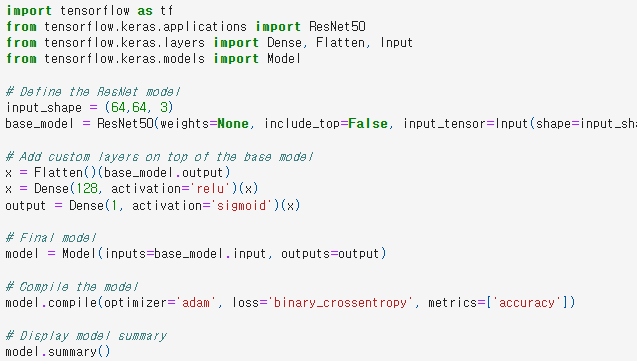 import tensorflow as tf
from tensorflow.keras.applications import ResNet50
from tensorflow.keras.layers import Dense, Flatten, Input
from tensorflow.keras.models import Model
# Define the ResNet model
input_shape = (64,64, 3)
base_model = ResNet50(weights=None, include_top=False, input_tensor=Input(shape=input_sha
# Add custom layers on top of the base model
x = Flatten()(base_model.output)
x = Dense(128, activation='relu')(x)
output = Dense(1, activation='sigmoid')(x)
# Final model
model = Model(inputs=base_model.input, outputs=output)
# Compile the model
model.compile(optimizer='adam', loss='binary_crossentropy', metrics=['accuracy'])
# Display model summary
model.summary()